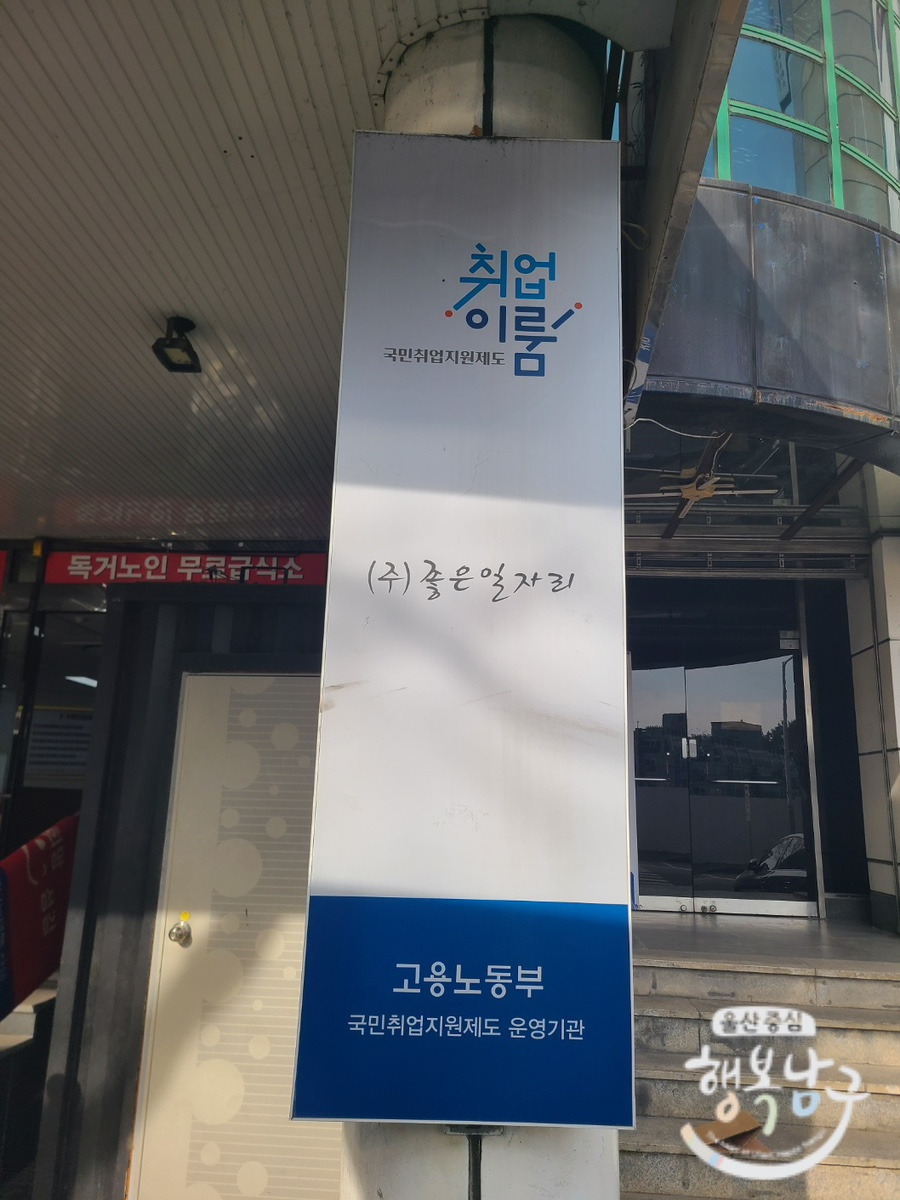 취업
이룸
국민취업지원제도
독거노인 무료급식소
(주)좋은일자리
고용노동부
국민취업지원제도 운영기관
울산중심
행복남구